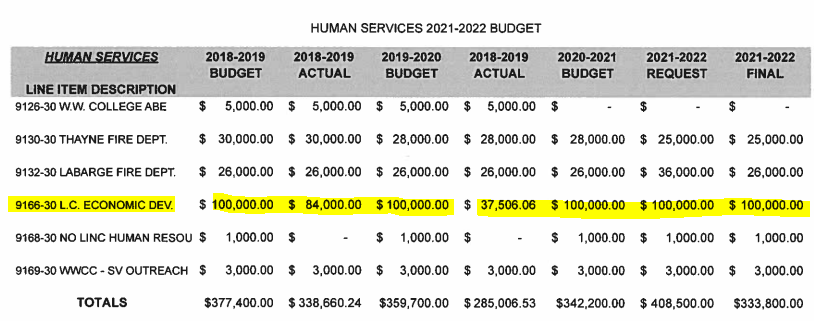 HUMAN SERVICES 2021-2022 BUDGET
HUMAN SERVICES 2018-2019 2018-2019 2019-2020 2018-2019 2020-2021 2021-2022 2021-2022
BUDGET ACTUAL BUDGET ACTUAL BUDGET REQUEST FINAL
LINE ITEM DESCRIPTION
9126-30 W.W. COLLEGE ABE $ 5,000.00 $ 5,000.00 $ 5,000.00 $ 5,000.00 $ - $ - $ -
9130-30 THAYNE FIRE DEPT. $ 30,000.00 $ 30,000.00 $ 28,000.00 $ 28,000.00 $ 28,000.00 $ 25,000.00 $ 25,000.00
9132-30 LABARGE FIRE DEPT. $ 26,000.00 $ 26,000.00 $ 26,000.00 $ 26,000.00 $ 26,000.00 $ 36,000.00 $ 26,000.00
9166-30 L.C. ECONOMIC DEV. $ 100,000.00 $ 84,000.00 $ 100,000.00 $ 37,506.06 $ 100,000.00 $ 100,000.00 $ 100,000.00
9168-30 NO LINC HUMAN RESOU $ 1,000.00 $ - $ 1,000.00 $ - $ 1,000.00 $ 1,000.00 $ 1,000.00
9169-30 WWCC - SV OUTREACH $ 3,000.00 $ 3,000.00 $ 3,000.00 $ 3,000.00 $ 3,000.00 $ 3,000.00 $ 3,000.00
TOTALS $377,400.00 $ 338,660.24 $359,700.00 $ 285,006.53 $342,200.00 $ 408,500.00 $333,800.00